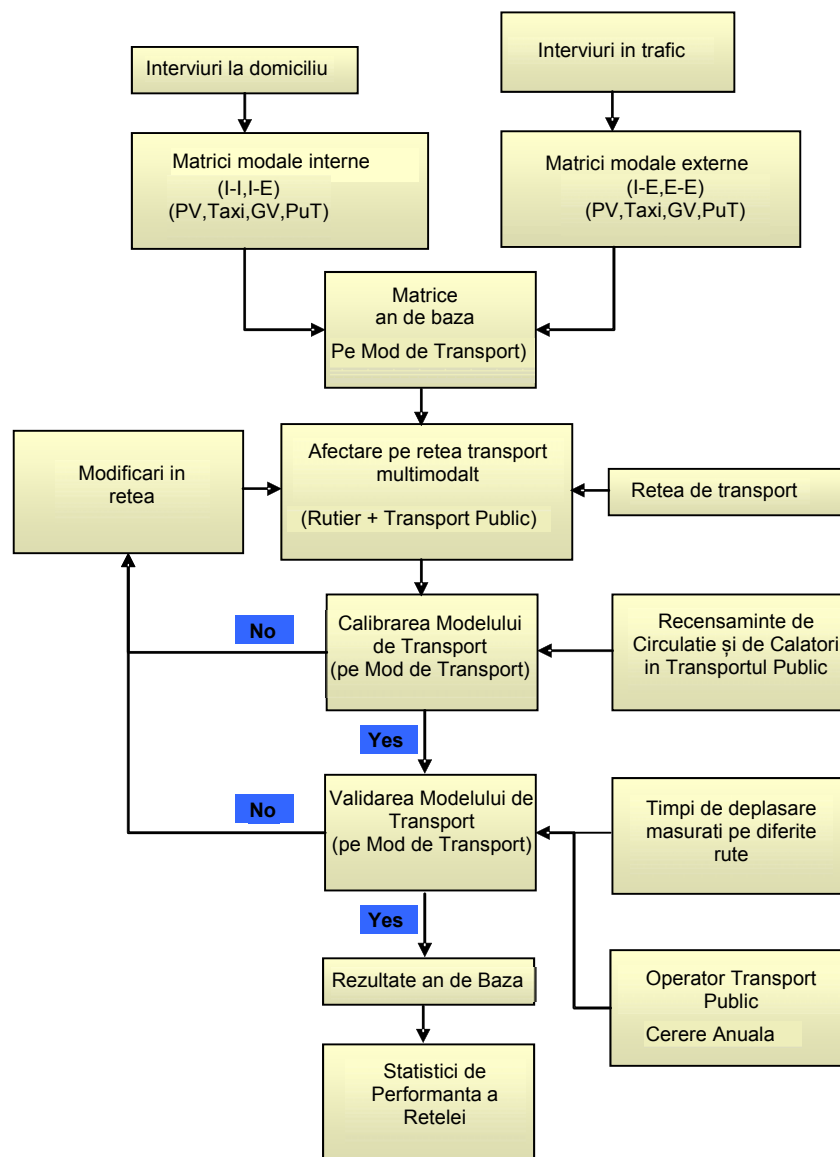 Interviuri la domiciliu
Interviuri in trafic
Matrici modale interne
(I-I,I-E)
(PV,Taxi,GV,PuT)
Matrici modale externe
(I-E,E-E)
(PV,Taxi,GV,PuT)
Matrice
an de baza
Pe Mod de Transport)
Modificari in
retea
Afectare pe retea transport
multimodalt
(Rutier + Transport Public)
Retea de transport
No
Calibrarea Modelului
de Transport
(pe Mod de Transport)
Recensaminte de
Circulatie și de Calatori
in Transportul Public
Yes
No
Validarea Modelului de
Transport
(pe Mod de Transport)
Timpi de deplasare
masurati pe diferite
rute
Yes
Rezultate an de Baza
Operator Transport
Public
Cerere Anuala
Statistici de
Performanta a
Retelei